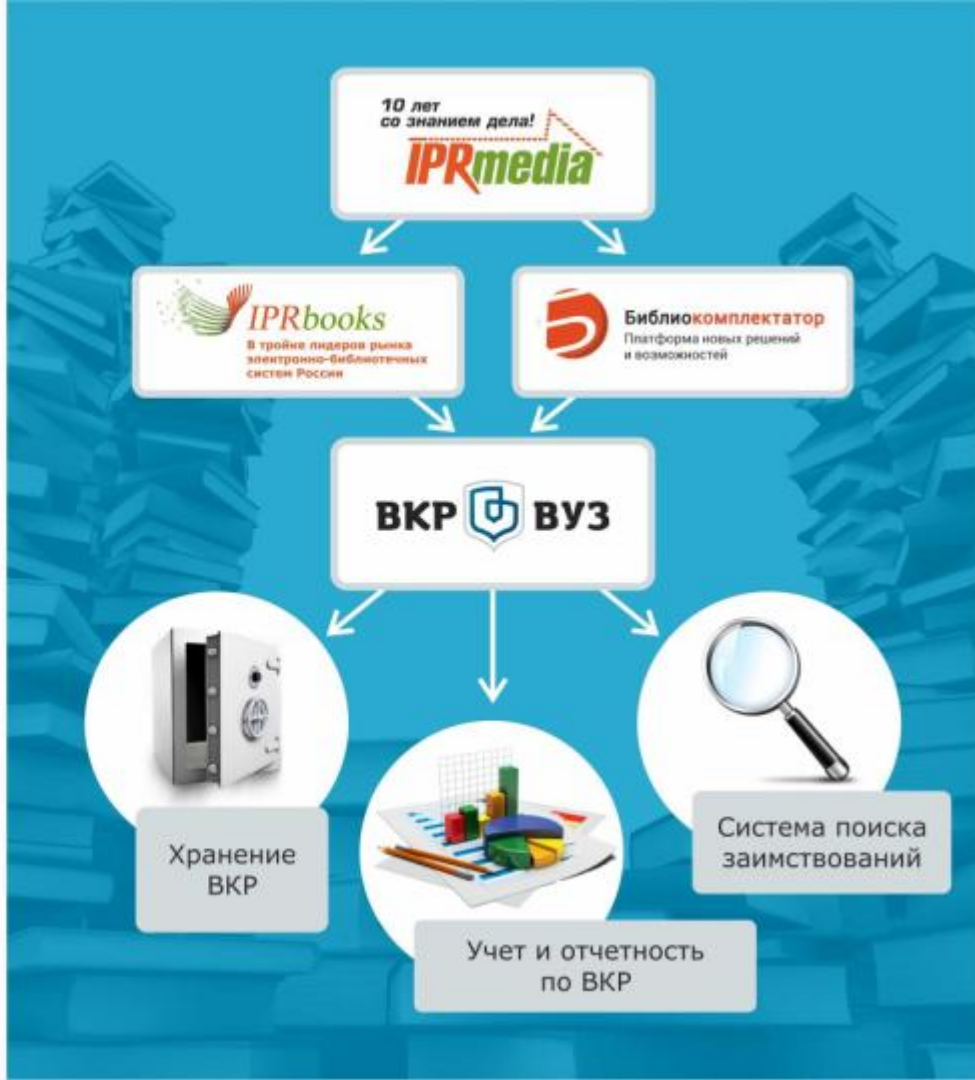 10 лет
со знанием дела!
IPRmedia
IPRbooks
В тройке лидеров рынка
электронно-библиотечных
систем России
Библиокомплектатор
Платформа новых решений
и возможностей
ВКР ВУЗ
Хранение
ВКР
Учет и отчетность
по ВКР
Система поиска
заимствований